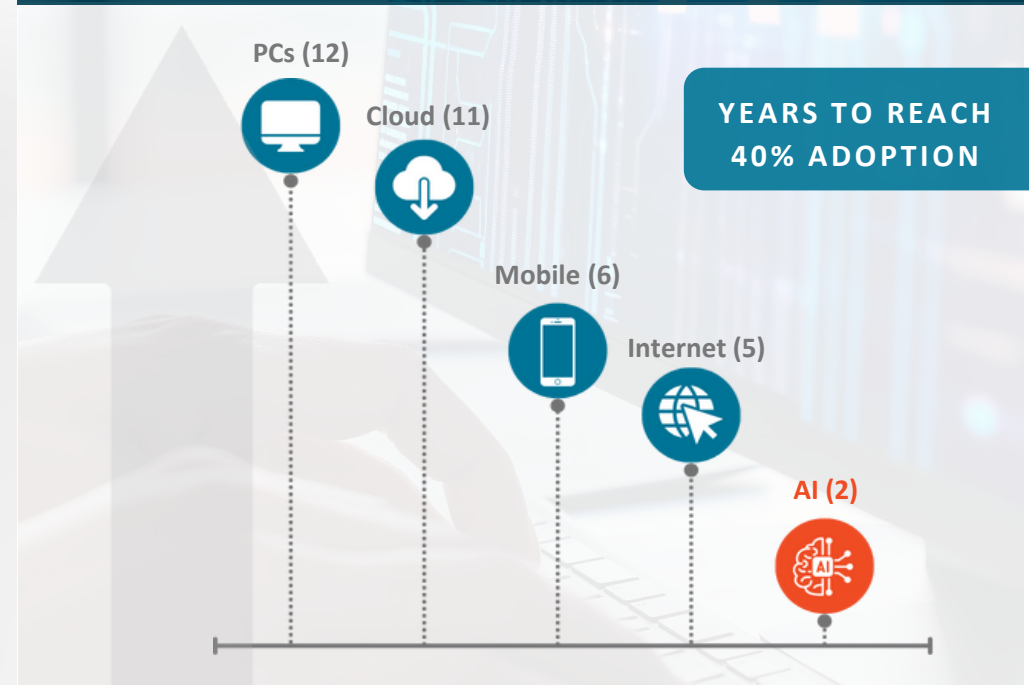 PCs (12)
Cloud (11)
YEARS TO REACH
40% ADOPTION
Mobile (6)
Internet (5)
AI (2)
AI